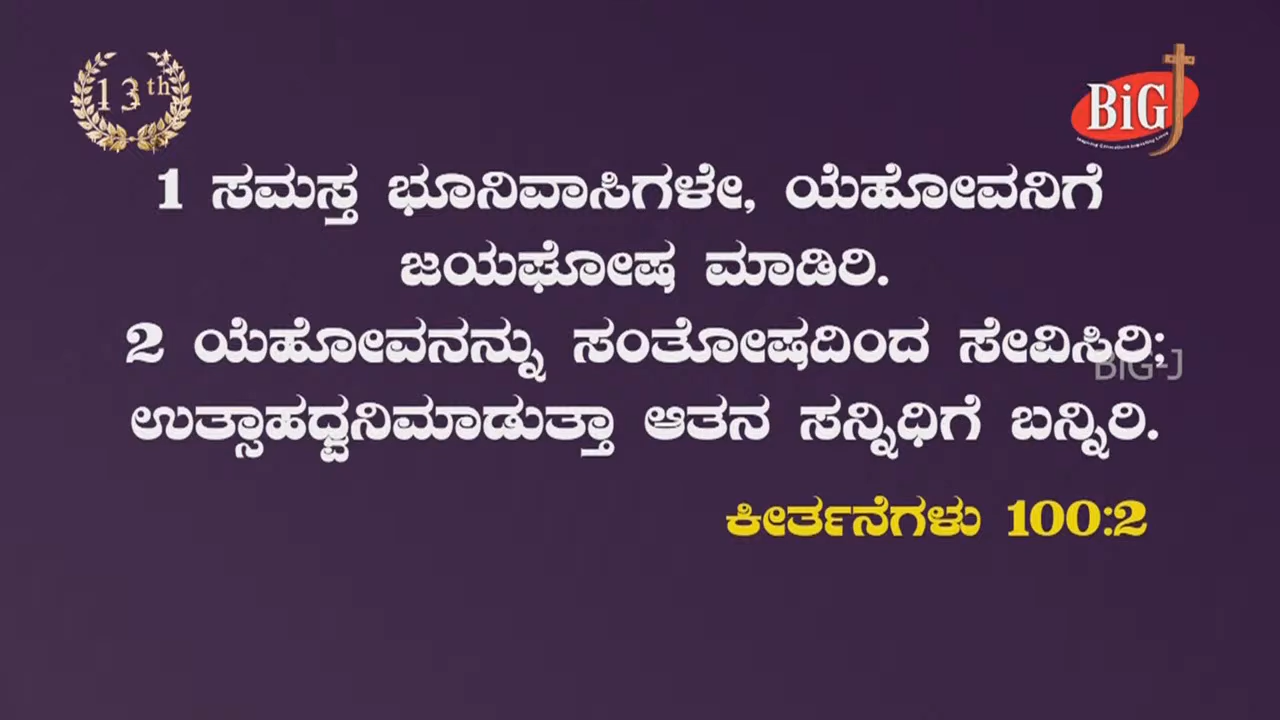 13th
BiG J
1 ಸಮಸ್ತ ಭೂನಿವಾಸಿಗಳೇ, ಯೆಹೋವನಿಗೆ
ಜಯಘೋಷ ಮಾಡಿರಿ.
2 ಯೆಹೋವನನ್ನು ಸಂತೋಷದಿಂದ ಸೇವಿಸಿರಿ;
BiG-J
ಉತ್ಸಾಹಧ್ವನಿಮಾಡುತ್ತಾ ಆತನ ಸನ್ನಿಧಿಗೆ ಬನ್ನಿರಿ.
ಕೀರ್ತನೆಗಳು 100:2